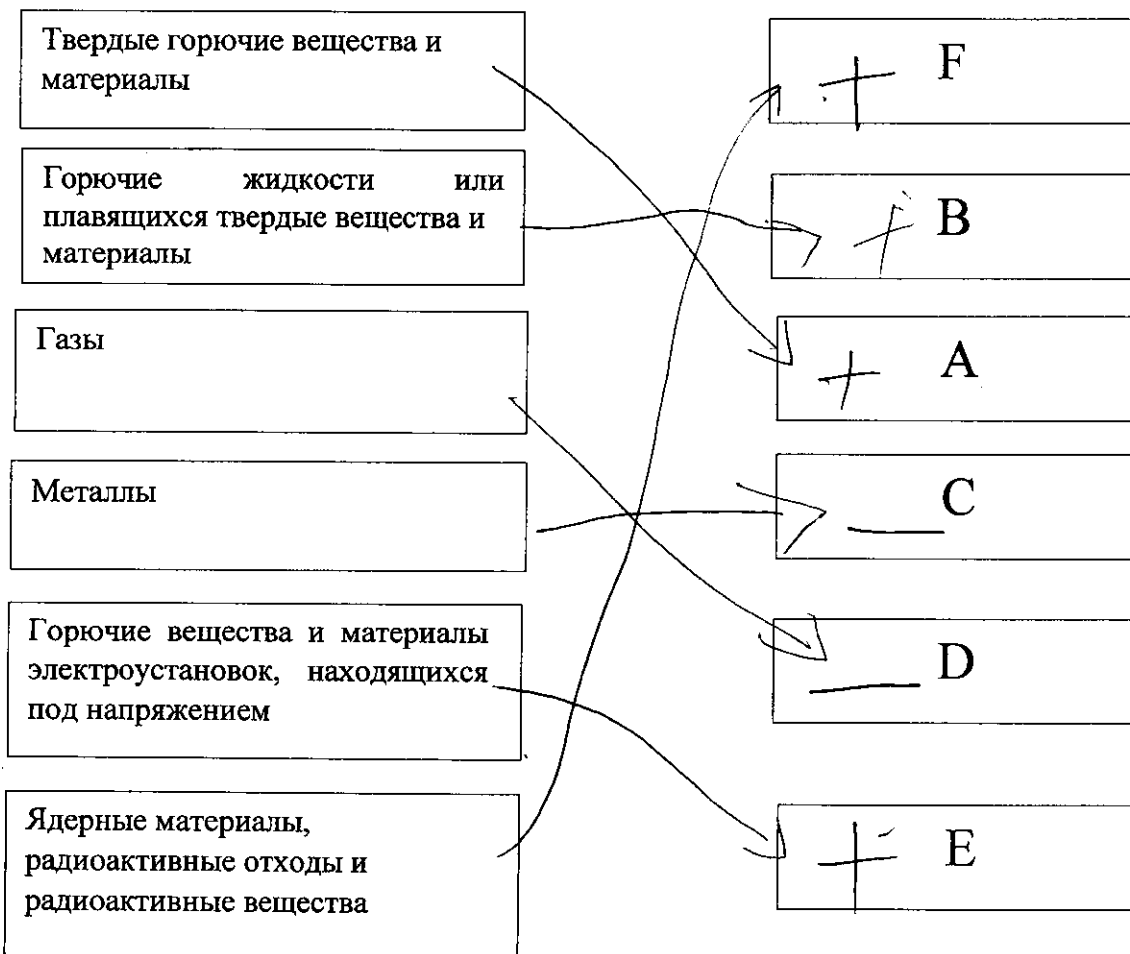 Твердые горючие вещества и
материалы
F
Горючие жидкости или
плавящихся твердые вещества и
материалы
B
Газы
A
Металлы
C
Горючие вещества и материалы
электроустановок, находящихся
под напряжением
D
Ядерные материалы,
радиоактивные отходы и
радиоактивные вещества
E